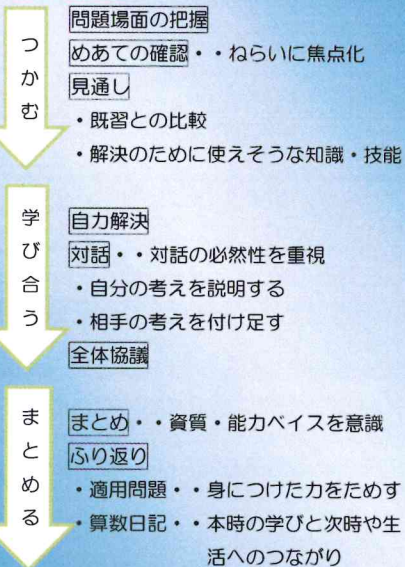 つかむ
問題場面の把握
めあての確認・・ねらいに焦点化
見通し
・既習との比較
・解決のために使えそうな知識・技能
学び合う
自力解決
対話・・対話の必然性を重視
・自分の考えを説明する
・相手の考えを付け足す
全体協議
まとめる
まとめ・・資質・能力ベイスを意識
ふり返り
・適用問題・・身につけた力をためす
・算数日記・・本時の学びと次時や生
活へのつながり